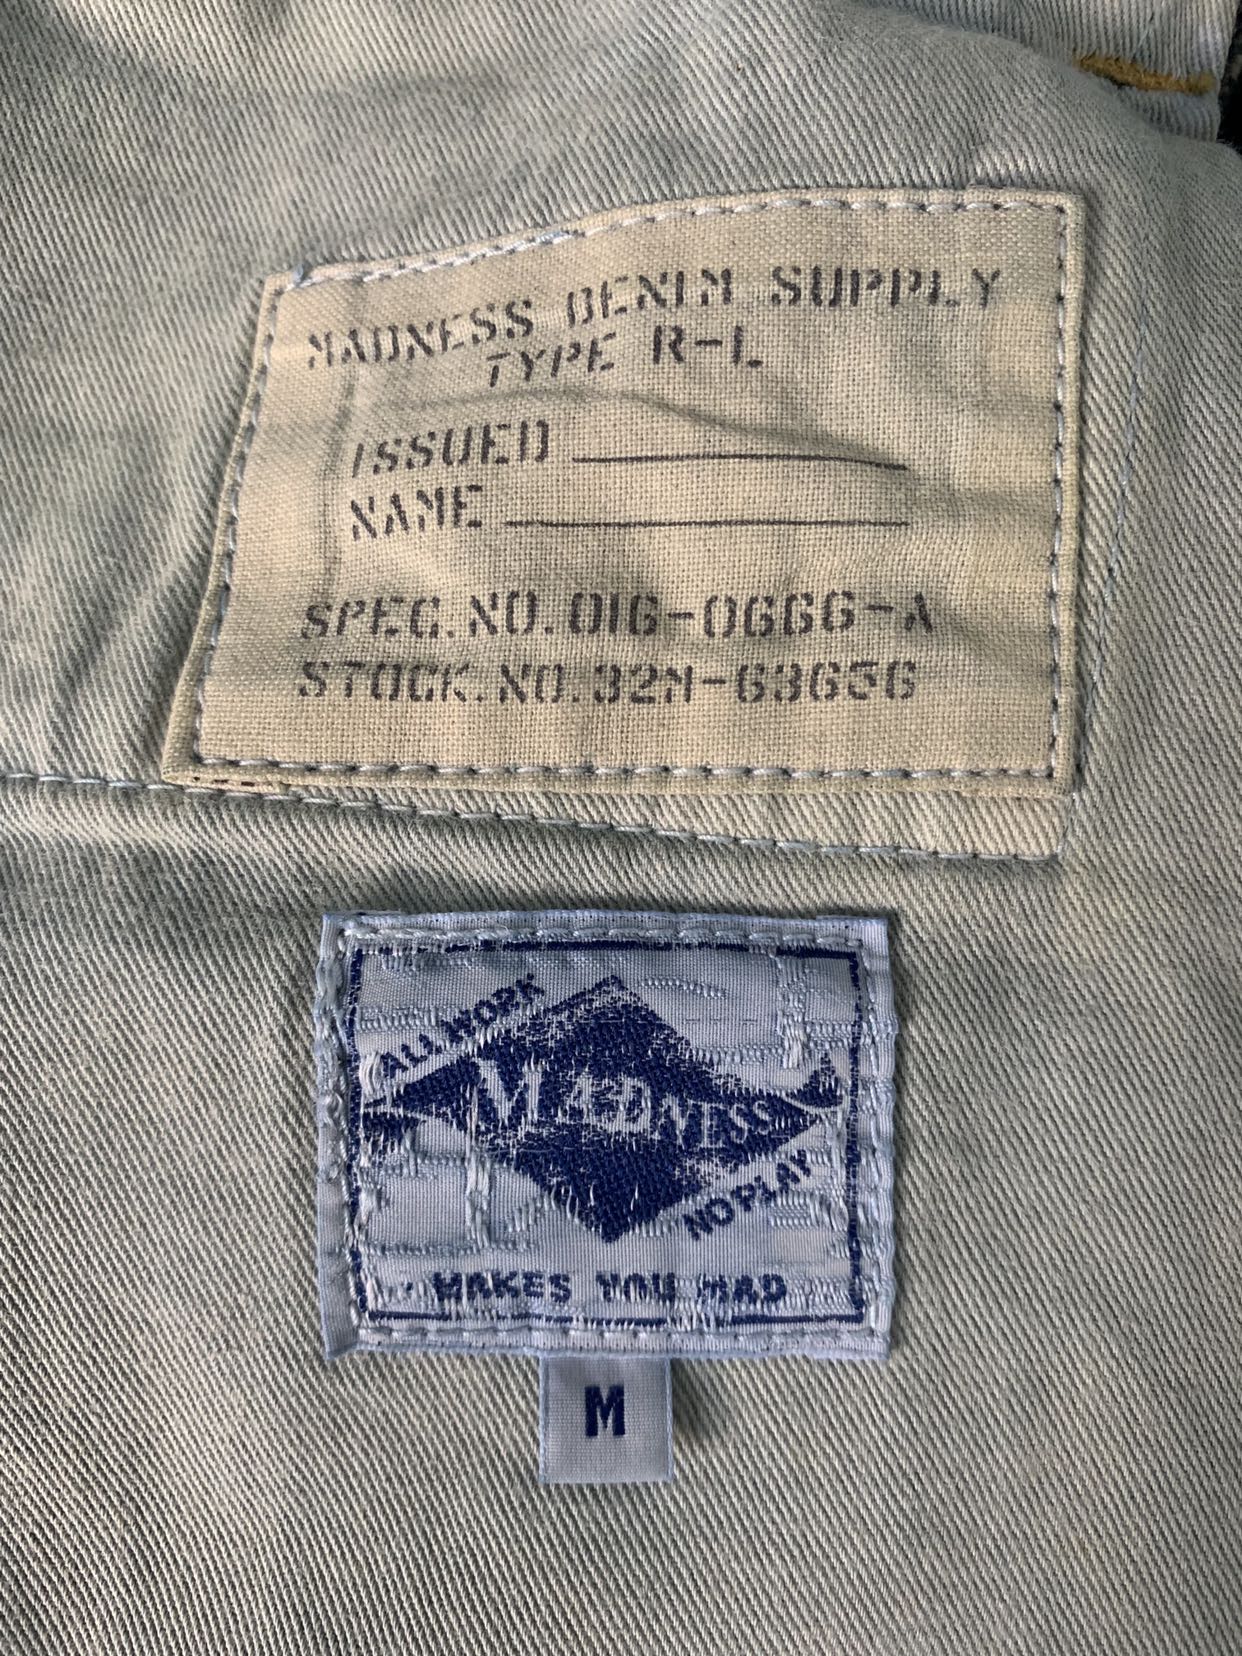 MADNESS DENIM SUPPLY
TYPE R-L
ISSUED
NAME
SPEC.NO.016-0666-A
STOCK.NO.32M-63636
ALL WORK
MADNESS
NO PLAY
MAKES YOU MAD
M